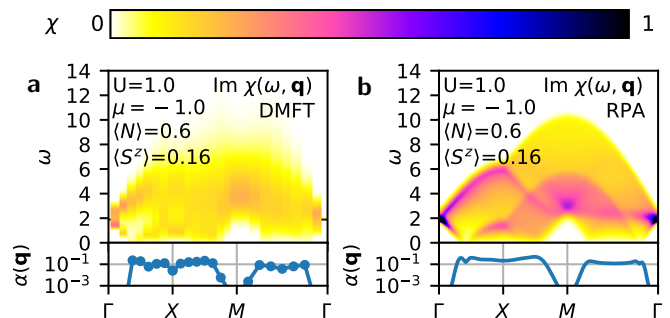 χ 0 1
a
U=1.0 Im χ(ω, q)
μ = −1.0 DMFT
⟨N⟩=0.6
⟨Sᶻ⟩=0.16
ω
14
12
10
8
6
4
2
0
α(q)
10⁻¹
10⁻³
Γ X M Γ
b
U=1.0 Im χ(ω, q)
μ = −1.0 RPA
⟨N⟩=0.6
⟨Sᶻ⟩=0.16
ω
14
12
10
8
6
4
2
0
α(q)
10⁻¹
10⁻³
Γ X M Γ